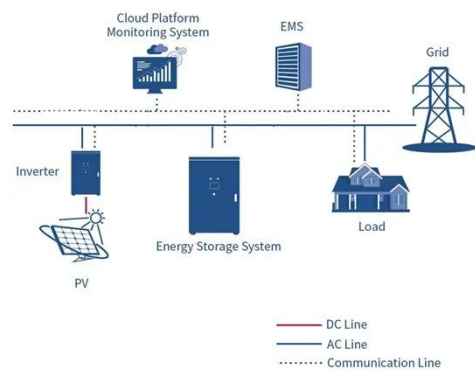 Cloud Platform
Monitoring System
EMS
Grid
Inverter
Energy Storage System
Load
PV
DC Line
AC Line
Communication Line